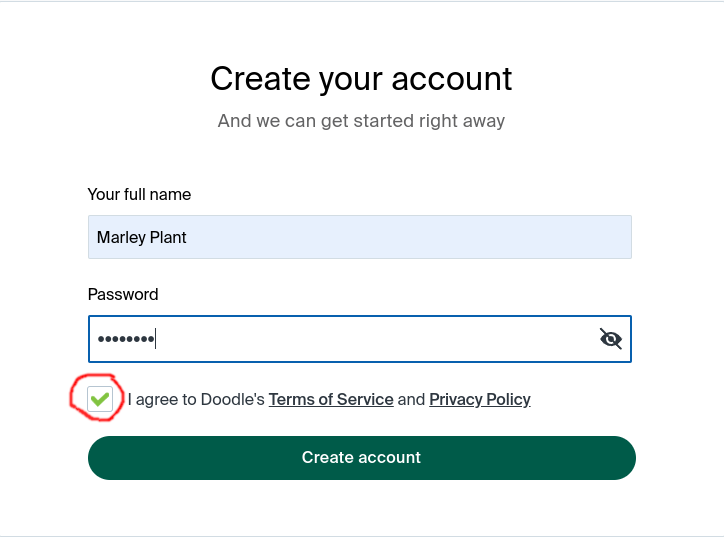 Create your account
And we can get started right away
Your full name
Marley Plant
Password
••••••••
I agree to Doodle's Terms of Service and Privacy Policy
Create account